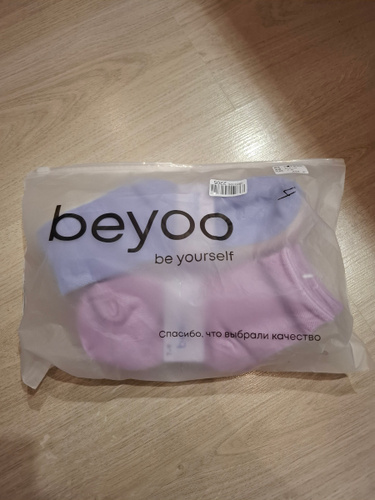 beyoo
be yourself
Спасибо, что выбрали качество